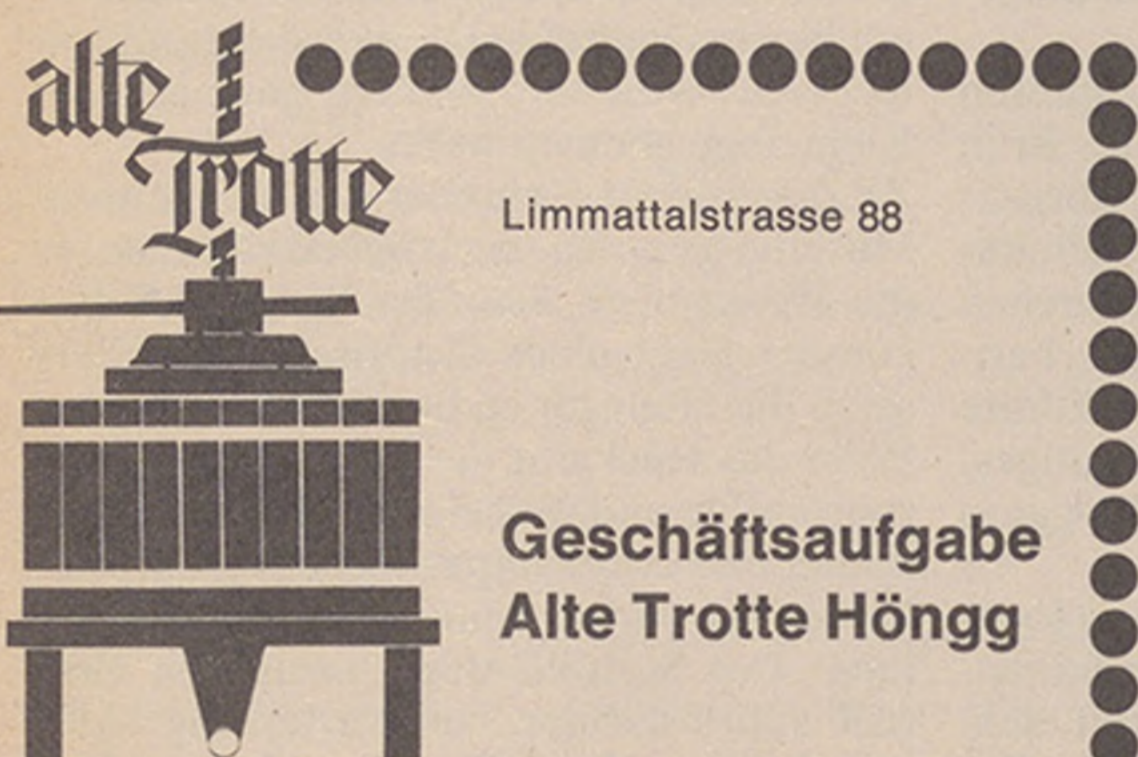 alte
Trotte
Limmattalstrasse 88
Geschäftsaufgabe
Alte Trotte Höngg